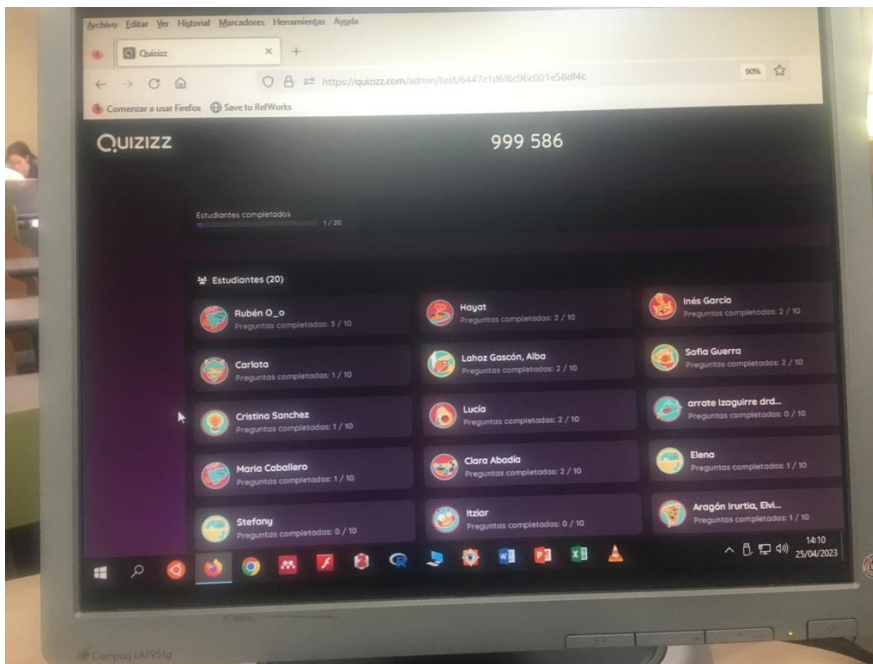 Archivo Editar Ver Historial Marcadores Herramientas Ayuda
Quizizz
https://quizizz.com/admin/test/6447c1d6f6c96c001e58df4c
90%
Comenzar a usar Firefox Save to RefWorks
QUIZIZZ 999 586
Estudiantes completados
1 / 20
Estudiantes (20)
Rubén O_o
Preguntas completadas: 3 / 10
Hayat
Preguntas completadas: 2 / 10
Inés García
Preguntas completadas: 2 / 10
Carlota
Preguntas completadas: 1 / 10
Lahoz Gascón, Alba
Preguntas completadas: 2 / 10
Sofia Guerra
Preguntas completadas: 2 / 10
Cristina Sanchez
Preguntas completadas: 1 / 10
Lucía
Preguntas completadas: 2 / 10
arrate Izaguirre drd...
Preguntas completadas: 0 / 10
María Caballero
Preguntas completadas: 1 / 10
Clara Abadía
Preguntas completadas: 2 / 10
Elena
Preguntas completadas: 1 / 10
Stefany
Preguntas completadas: 0 / 10
Itziar
Preguntas completadas: 0 / 10
Aragón Irurtia, Elvi...
Preguntas completadas: 1 / 10
14:10
25/04/2023
hp Compaq LA1951g